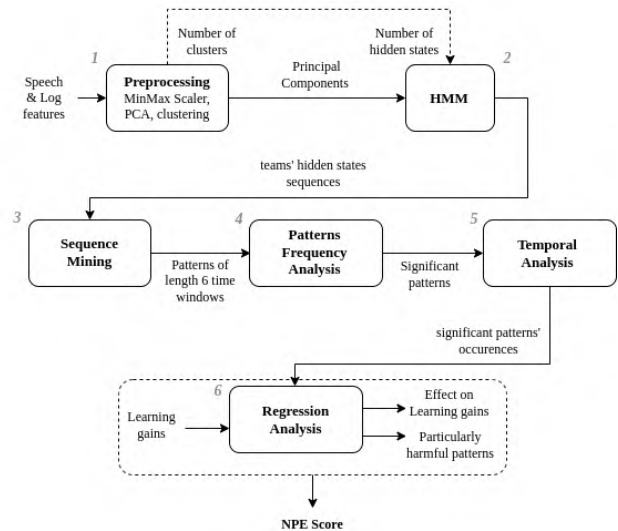 Number of
clusters
Number of
hidden states
1
2
Speech
& Log
features
Preprocessing
MinMax Scaler,
PCA, clustering
Principal
Components
HMM
teams' hidden states
sequences
3
4
5
Sequence
Mining
Patterns of
length 6 time
windows
Patterns
Frequency
Analysis
Significant
patterns
Temporal
Analysis
significant patterns'
occurences
6
Learning
gains
Regression
Analysis
Effect on
Learning gains
Particularly
harmful patterns
NPE Score